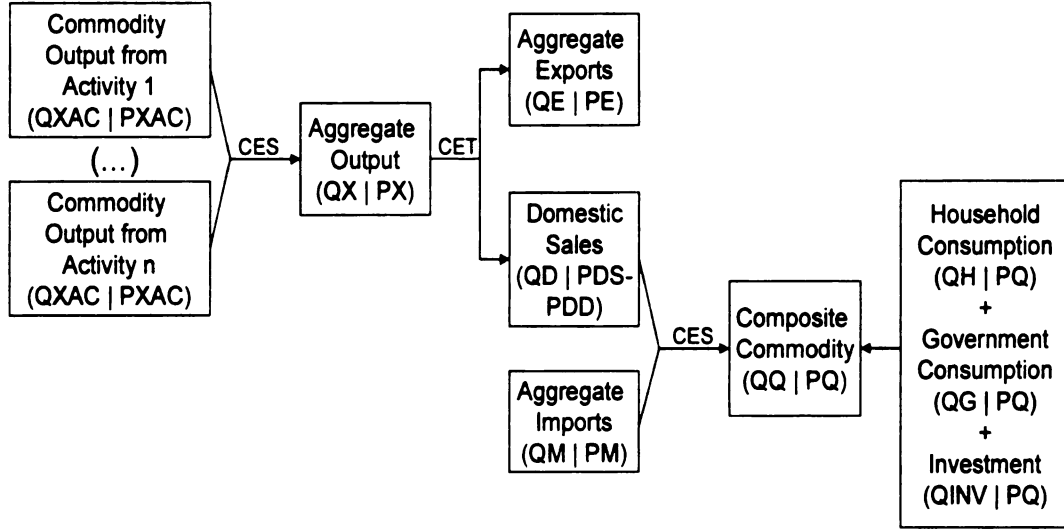 Commodity
Output from
Activity 1
(QXAC | PXAC)
(...)
Commodity
Output from
Activity n
(QXAC | PXAC)
CES
Aggregate
Output
(QX | PX)
CET
Aggregate
Exports
(QE | PE)
Domestic
Sales
(QD | PDS-
PDD)
Aggregate
Imports
(QM | PM)
CES
Composite
Commodity
(QQ | PQ)
Household
Consumption
(QH | PQ)
+
Government
Consumption
(QG | PQ)
+
Investment
(QINV | PQ)